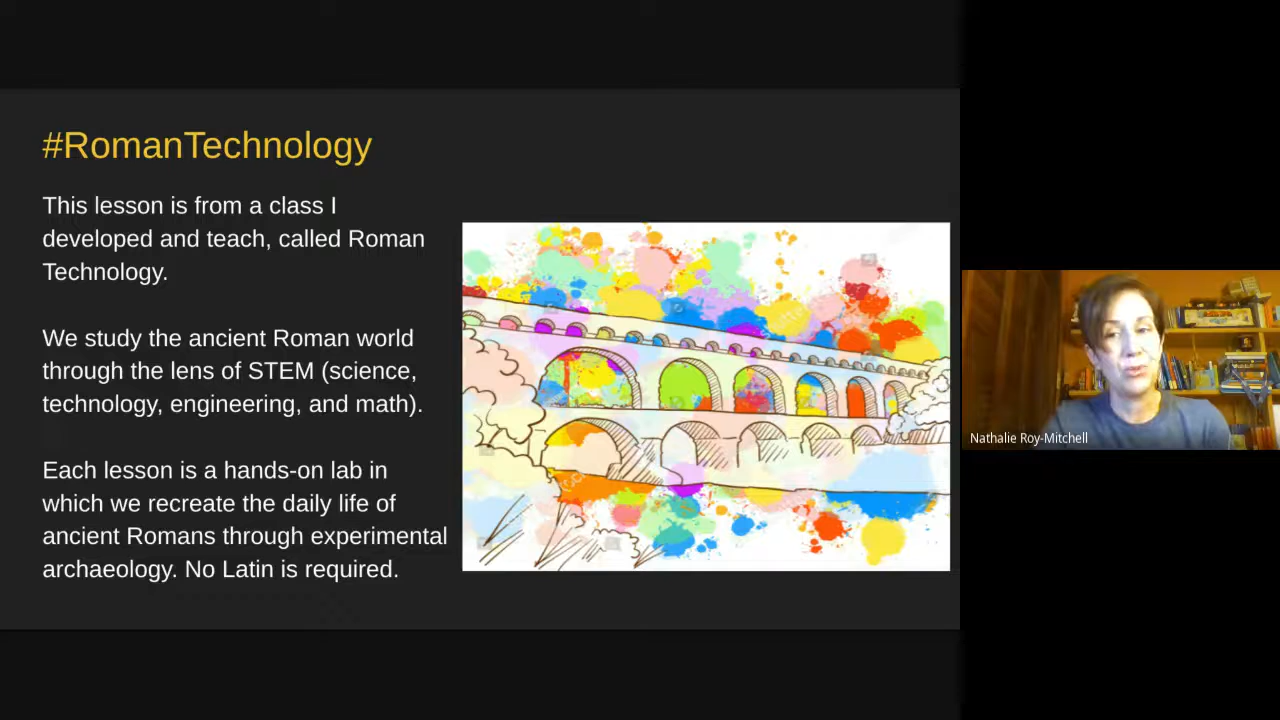 #RomanTechnology
This lesson is from a class I
developed and teach, called Roman
Technology.
We study the ancient Roman world
through the lens of STEM (science,
technology, engineering, and math).
Each lesson is a hands-on lab in
which we recreate the daily life of
ancient Romans through experimental
archaeology. No Latin is required.
Nathalie Roy-Mitchell